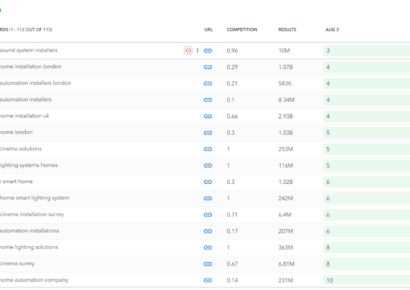 RDS (1 - 113 OUT OF 113) URL COMPETITION RESULTS AUG 2
sound system installers 0.96 10M 3
home installation london 0.29 1.07B 4
automation installers london 0.21 583K 4
automation installers 0.1 8.34M 4
home installation uk 0.66 2.93B 4
home london 0.3 1.03B 5
cinema solutions 1 253M 5
lighting systems homes 1 116M 5
smart home 0.3 1.02B 6
home smart lighting system 1 242M 6
cinema installation surrey 0.71 6.4M 6
automation installations 0.17 207M 6
home lighting solutions 1 363M 8
cinema surrey 0.67 6.81M 8
home automation company 0.14 231M 10